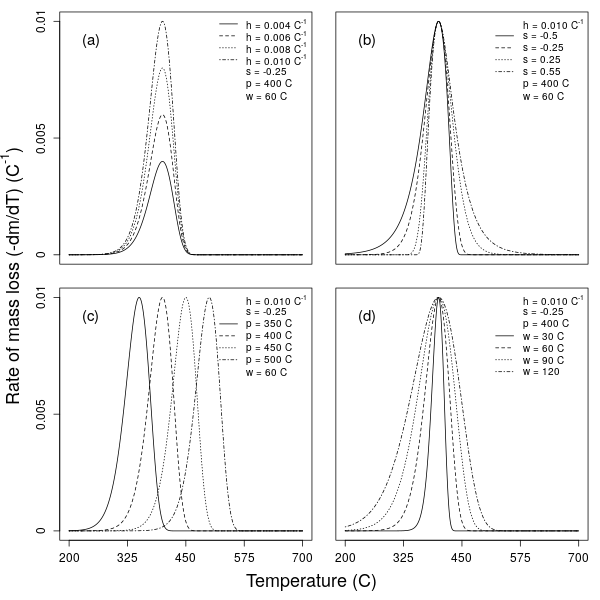 (a)
h = 0.004 C-1
h = 0.006 C-1
h = 0.008 C-1
h = 0.010 C-1
s = -0.25
p = 400 C
w = 60 C
0.01
0.005
0
(b)
h = 0.010 C-1
s = -0.5
s = -0.25
s = 0.25
s = 0.55
p = 400 C
w = 60 C
Rate of mass loss (-dm/dT) (C-1)
(c)
h = 0.010 C-1
s = -0.25
p = 350 C
p = 400 C
p = 450 C
p = 500 C
w = 60 C
0.01
0.005
0
200 325 450 575 700
(d)
h = 0.010 C-1
s = -0.25
p = 400 C
w = 30 C
w = 60 C
w = 90 C
w = 120
200 325 450 575 700
Temperature (C)